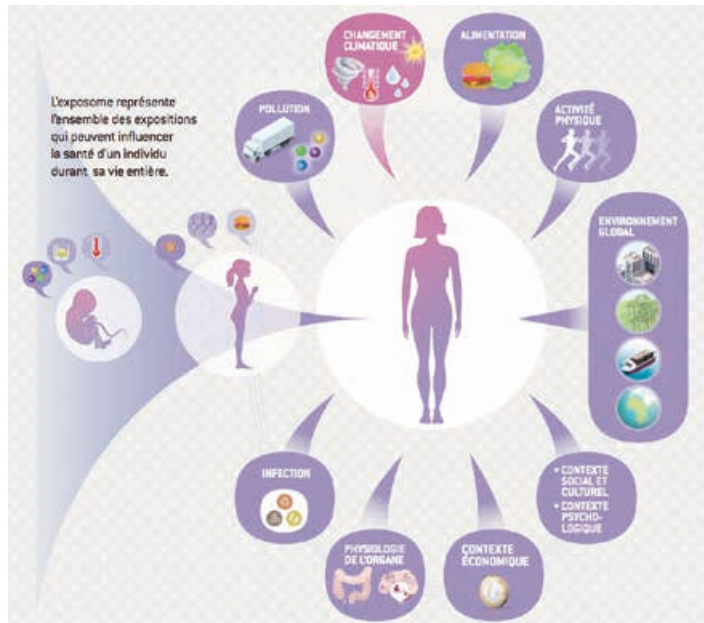 L'exposome représente
l'ensemble des expositions
qui peuvent influencer
la santé d'un individu
durant sa vie entière.
POLLUTION
CHANGEMENT
CLIMATIQUE
ALIMENTATION
ACTIVITÉ
PHYSIQUE
ENVIRONNEMENT
GLOBAL
• CONTEXTE
SOCIAL ET
CULTUREL
• CONTEXTE
PSYCHO-
LOGIQUE
CONTEXTE
ÉCONOMIQUE
PHYSIOLOGIE
DE L'ORGANE
INFECTION